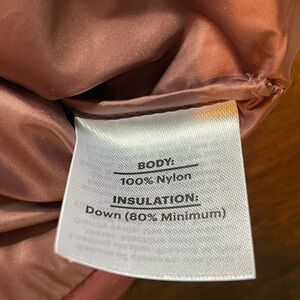 BODY:
100% Nylon
INSULATION:
Down (80% Minimum)